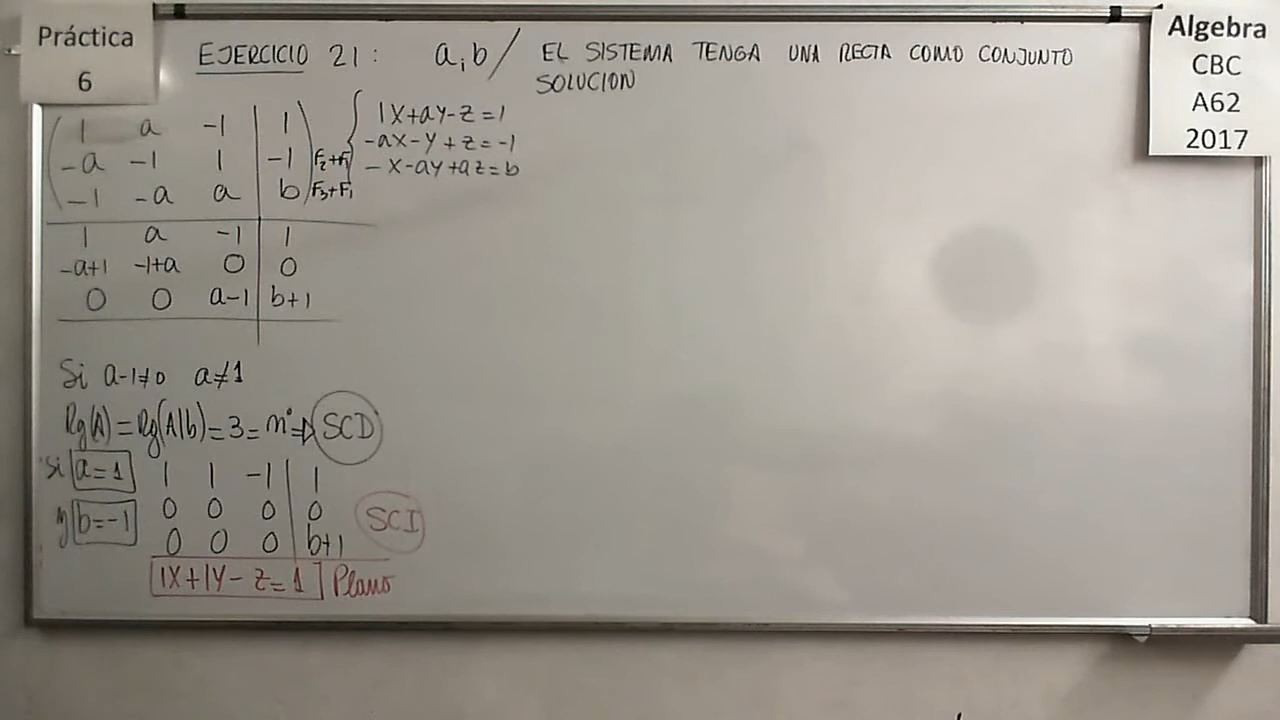 Práctica
6
EJERCICIO 21: a,b / EL SISTEMA TENGA UNA RECTA COMO CONJUNTO
SOLUCION
Algebra
CBC
A62
2017
1 a -1 | 1
-a -1 1 | -1 F2+F1
-1 -a a | b F3+F1
{ 1X+aY-z=1
-ax-Y+z=-1
-x-aY+az=b
1 a -1 | 1
-a+1 -1+a 0 | 0
0 0 a-1 | b+1
Si a-1≠0 a≠1
Rg(A)=Rg(A|b)=3=n°⇒ SCD
si a=1 1 1 -1 | 1
y b=-1 0 0 0 | 0
0 0 0 | b+1
SCI
1X+1Y-z=1 Plano